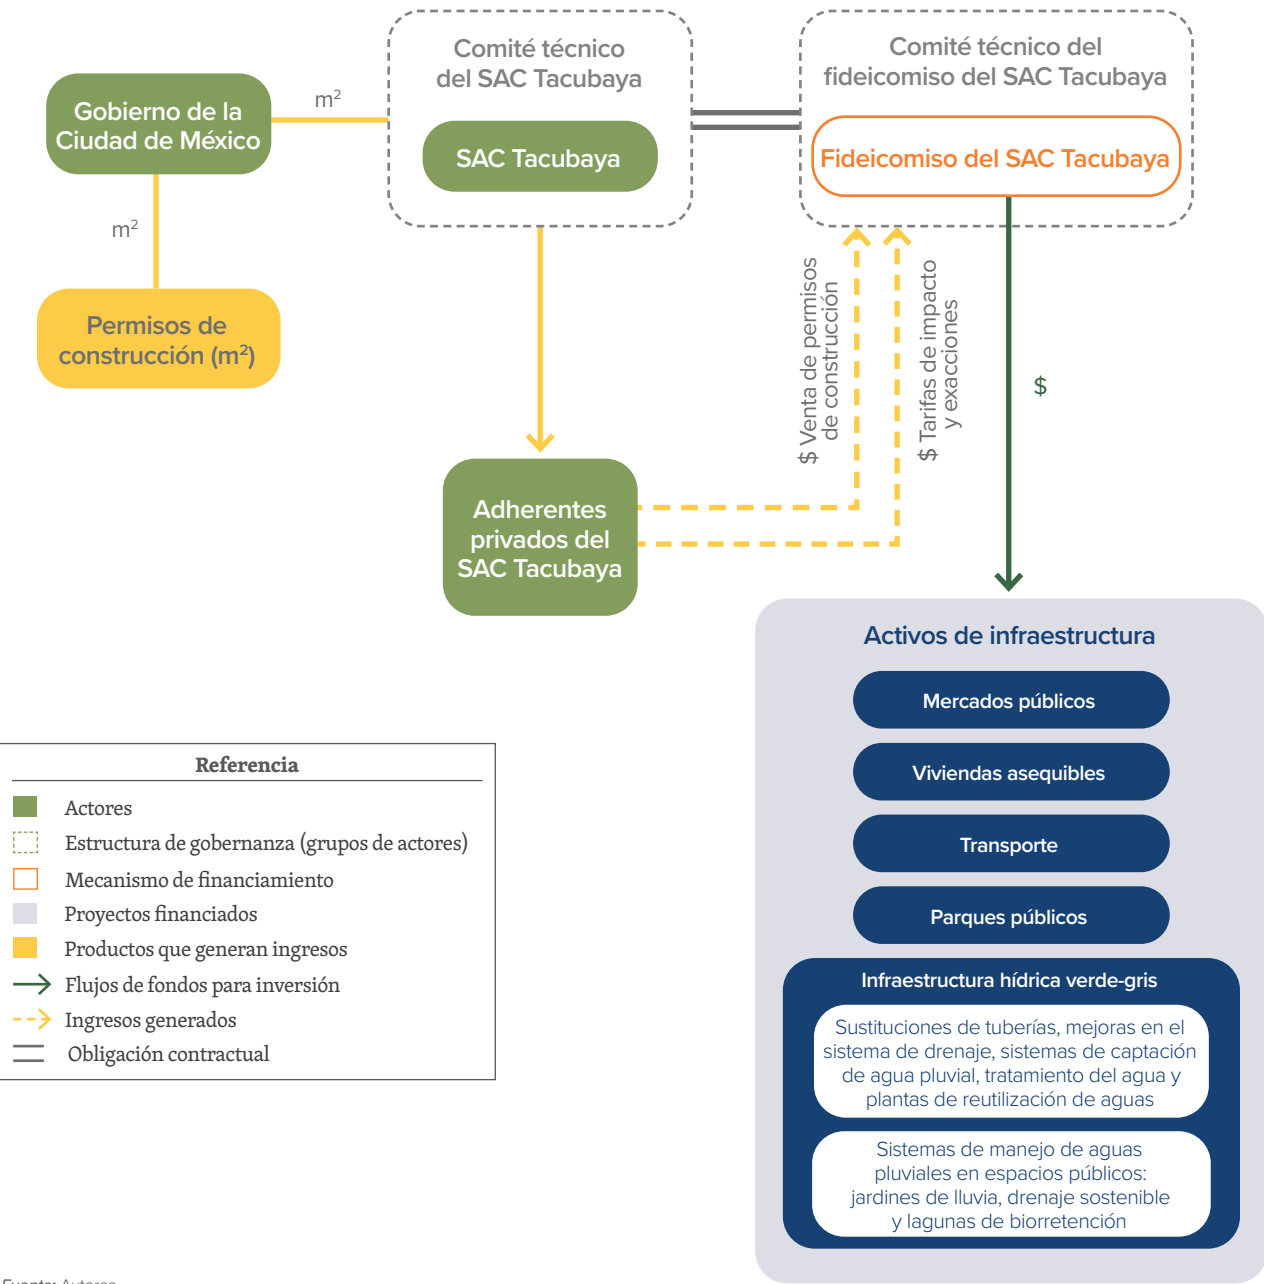 Comité técnico
del SAC Tacubaya
SAC Tacubaya
Comité técnico del
fideicomiso del SAC Tacubaya
Fideicomiso del SAC Tacubaya
Gobierno de la
Ciudad de México
m²
m²
Permisos de
construcción (m²)
$ Venta de permisos
de construcción
$ Tarifas de impacto
y exacciones
$
Adherentes
privados del
SAC Tacubaya
Activos de infraestructura
Mercados públicos
Viviendas asequibles
Transporte
Parques públicos
Infraestructura hídrica verde-gris
Sustituciones de tuberías, mejoras en el
sistema de drenaje, sistemas de captación
de agua pluvial, tratamiento del agua y
plantas de reutilización de aguas
Sistemas de manejo de aguas
pluviales en espacios públicos:
jardines de lluvia, drenaje sostenible
y lagunas de biorretención
Referencia
Actores
Estructura de gobernanza (grupos de actores)
Mecanismo de financiamiento
Proyectos financiados
Productos que generan ingresos
Flujos de fondos para inversión
Ingresos generados
Obligación contractual
Fuente: Autores